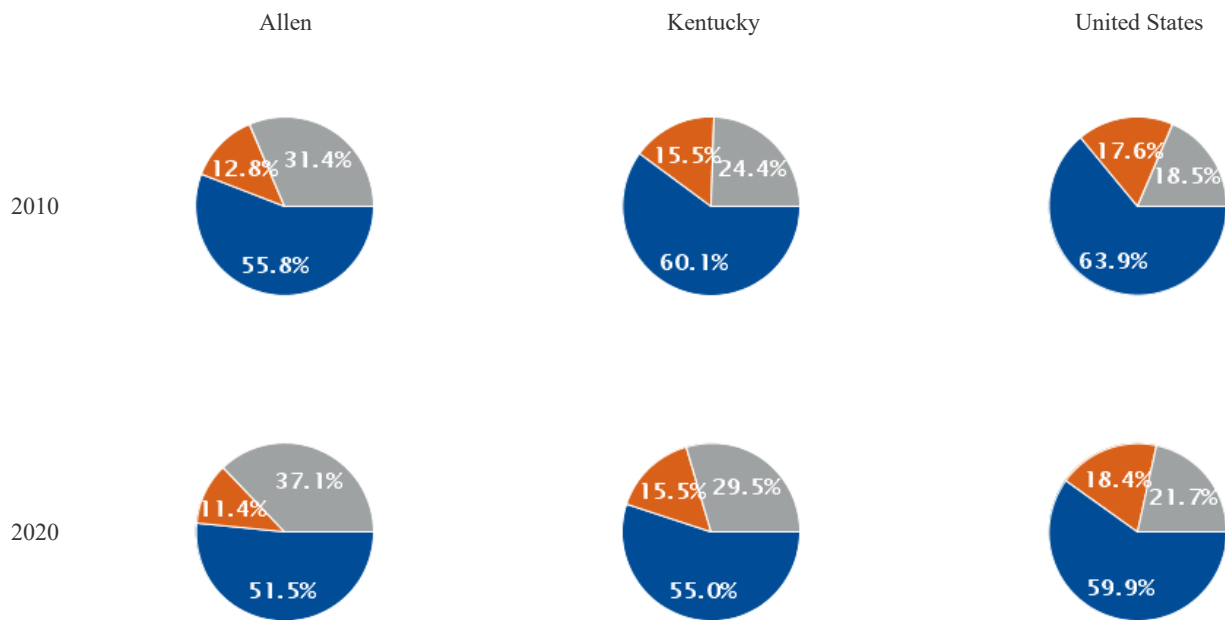 Allen Kentucky United States
12.8% 31.4% 15.5% 24.4% 17.6% 18.5%
2010
55.8% 60.1% 63.9%
11.4% 37.1% 15.5% 29.5% 18.4% 21.7%
2020
51.5% 55.0% 59.9%